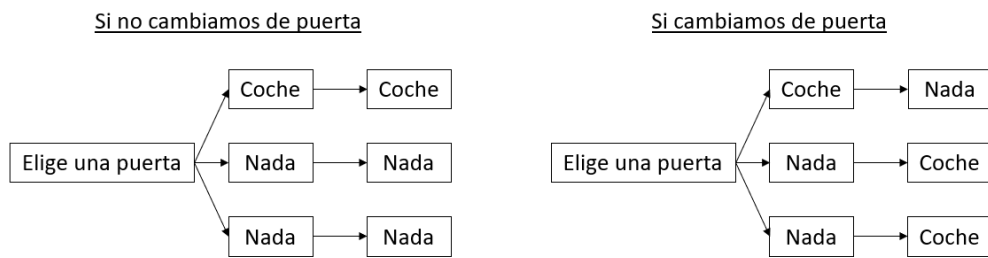 Si no cambiamos de puerta
Coche
Coche
Elige una puerta
Nada
Nada
Nada
Nada
Si cambiamos de puerta
Coche
Nada
Elige una puerta
Nada
Coche
Nada
Coche